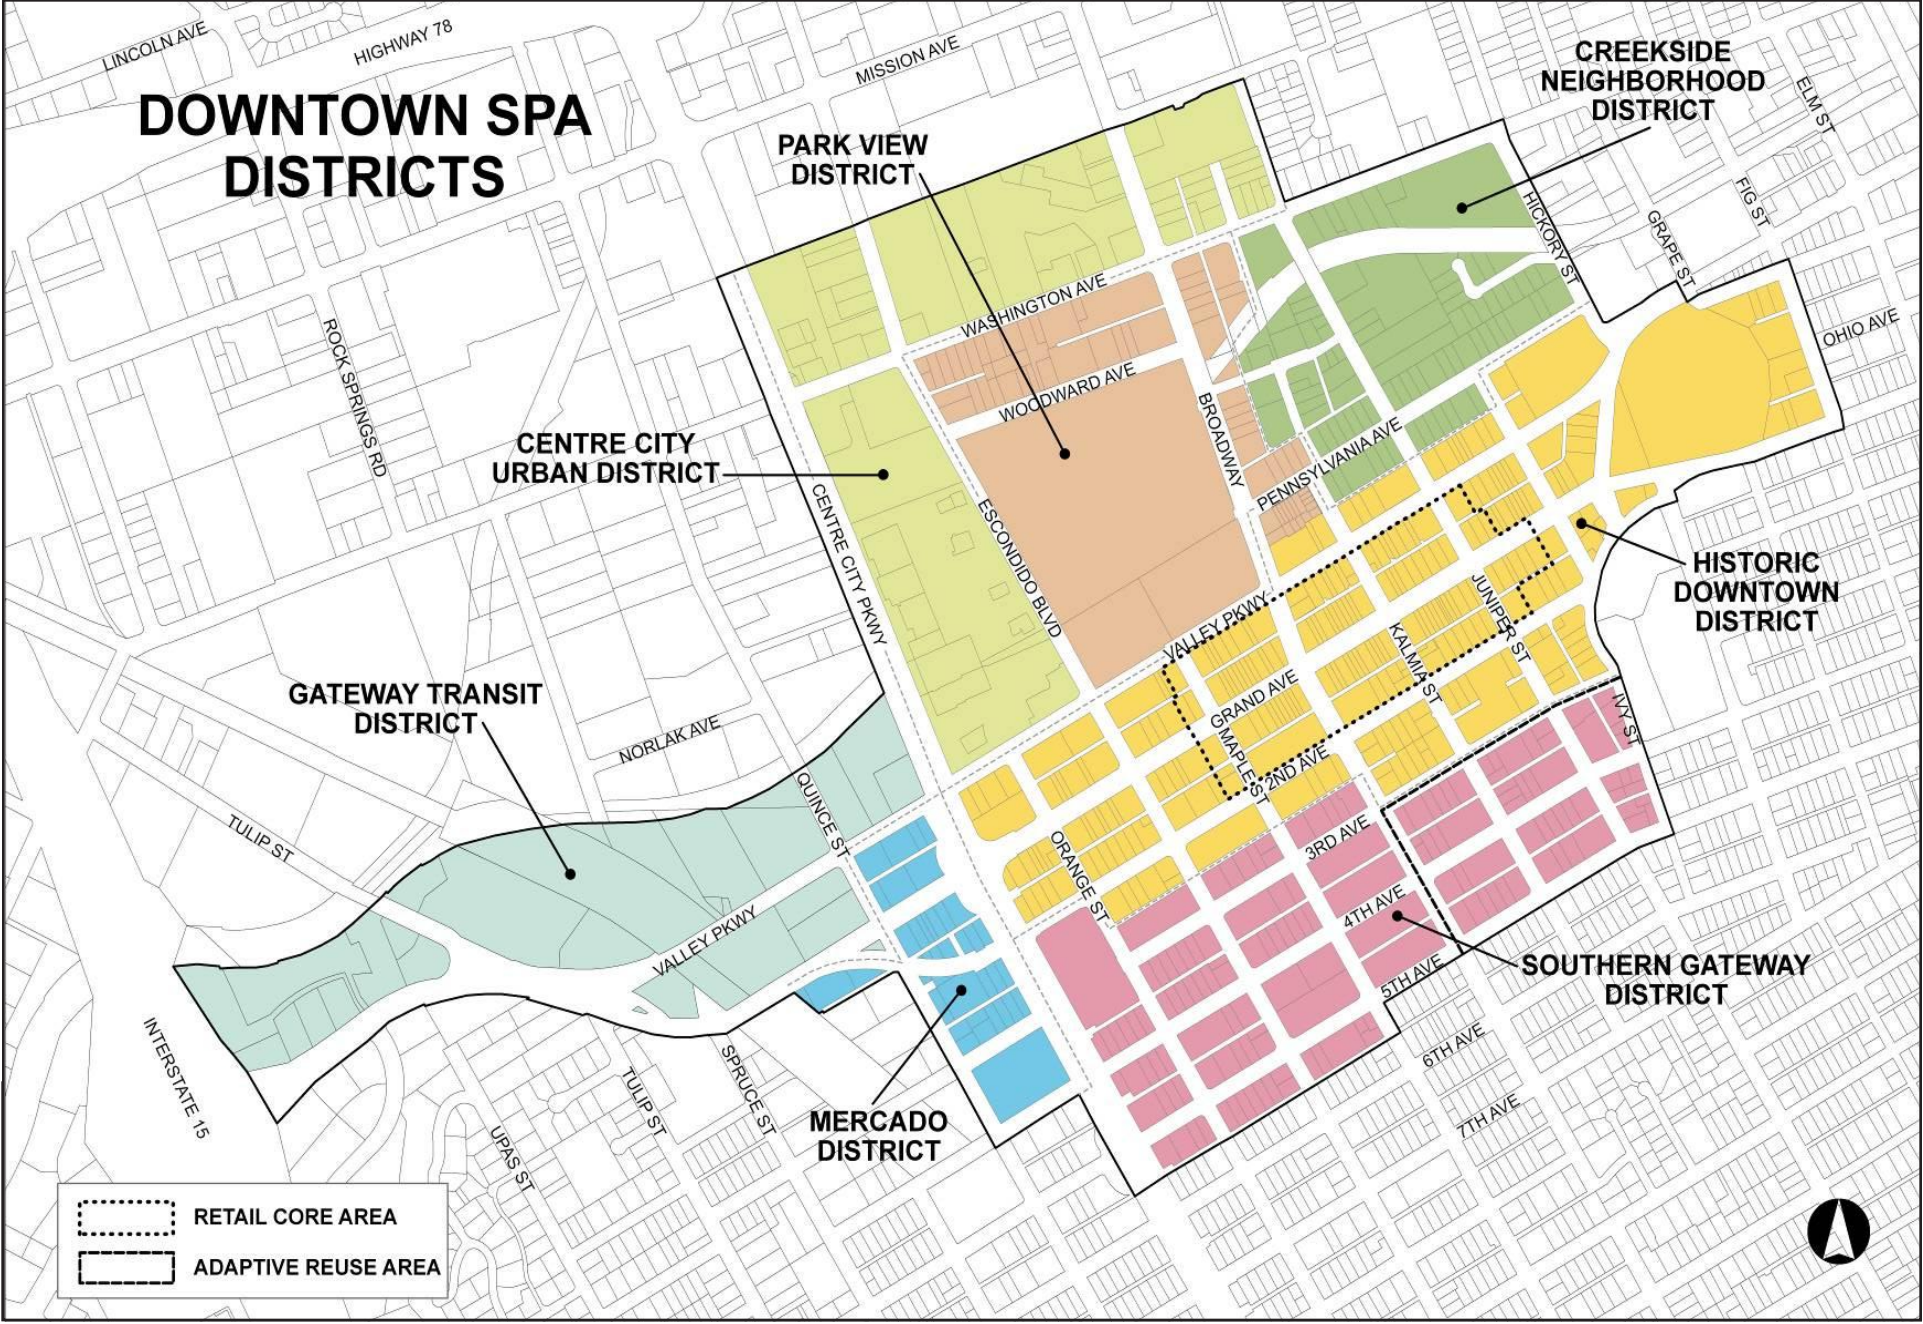 LINCOLN AVE
HIGHWAY 78
MISSION AVE
DOWNTOWN SPA
DISTRICTS
CREEKSIDE
NEIGHBORHOOD
DISTRICT
ELM ST
PARK VIEW
DISTRICT
FIG ST
HICKORY ST
GRAPE ST
OHIO AVE
WASHINGTON AVE
ROCK SPRINGS RD
WOODWARD AVE
BROADWAY
CENTRE CITY
URBAN DISTRICT
PENNSYLVANIA AVE
CENTRE CITY PKWY
ESCONDIDO BLVD
HISTORIC
DOWNTOWN
DISTRICT
VALLEY PKWY
JUNIPER ST
KALMIA ST
GRAND AVE
GATEWAY TRANSIT
DISTRICT
NORLAK AVE
MAPLE ST
2ND AVE
IVY ST
QUINCE ST
TULIP ST
3RD AVE
ORANGE ST
4TH AVE
VALLEY PKWY
5TH AVE
SOUTHERN GATEWAY
DISTRICT
INTERSTATE 15
6TH AVE
SPRUCE ST
TULIP ST
7TH AVE
MERCADO
DISTRICT
UPAS ST
RETAIL CORE AREA
ADAPTIVE REUSE AREA